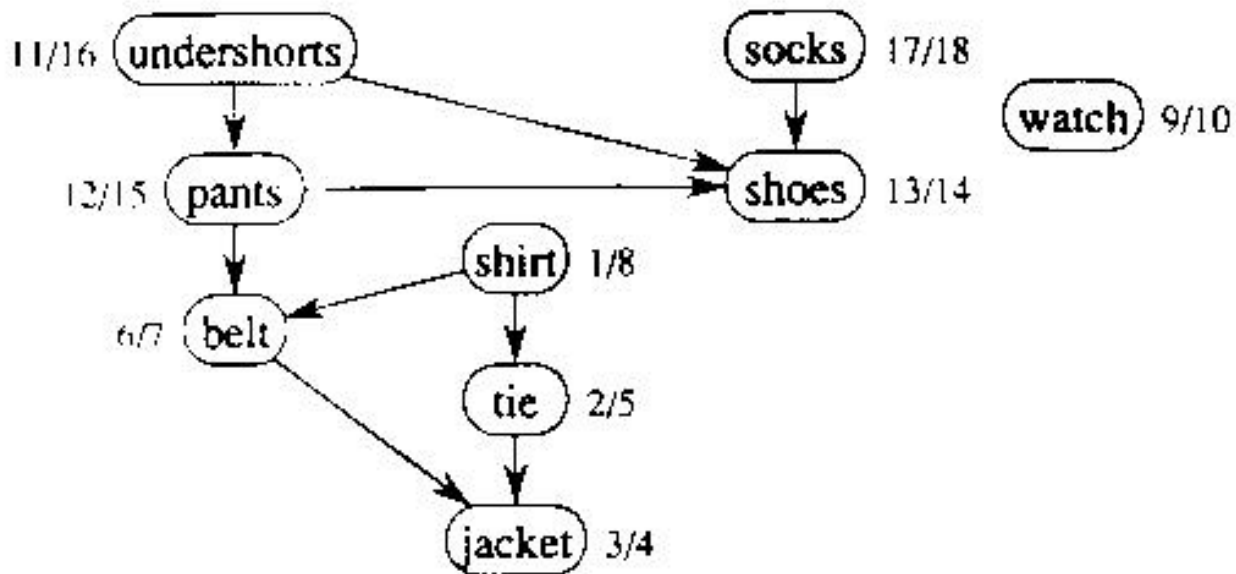 11/16 undershorts
socks 17/18
watch 9/10
12/15 pants
shoes 13/14
shirt 1/8
6/7 belt
tie 2/5
jacket 3/4